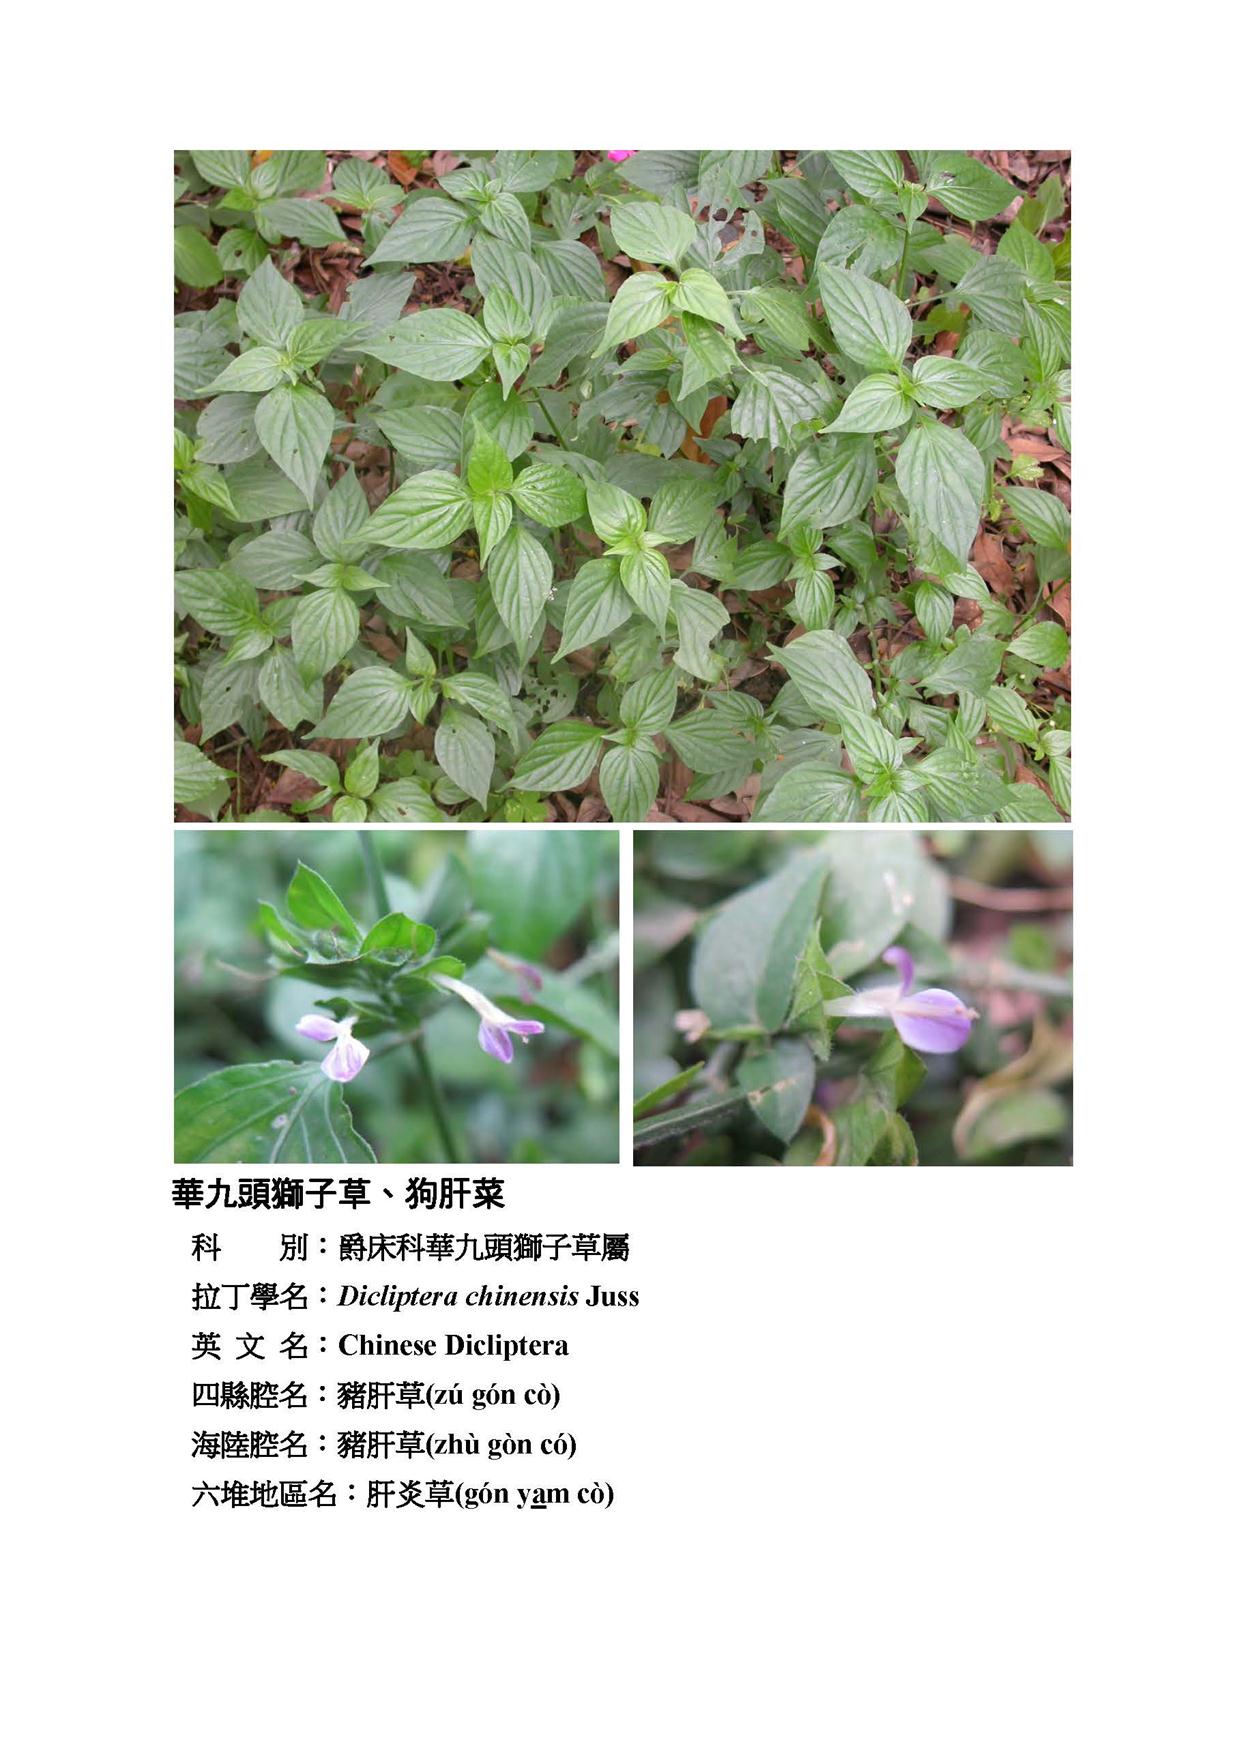 華九頭獅子草、狗肝菜
科　　別：爵床科華九頭獅子草屬
拉丁學名：Dicliptera chinensis Juss
英 文 名：Chinese Dicliptera
四縣腔名：豬肝草(zú gón cò)
海陸腔名：豬肝草(zhù gòn có)
六堆地區名：肝炎草(gón yam cò)